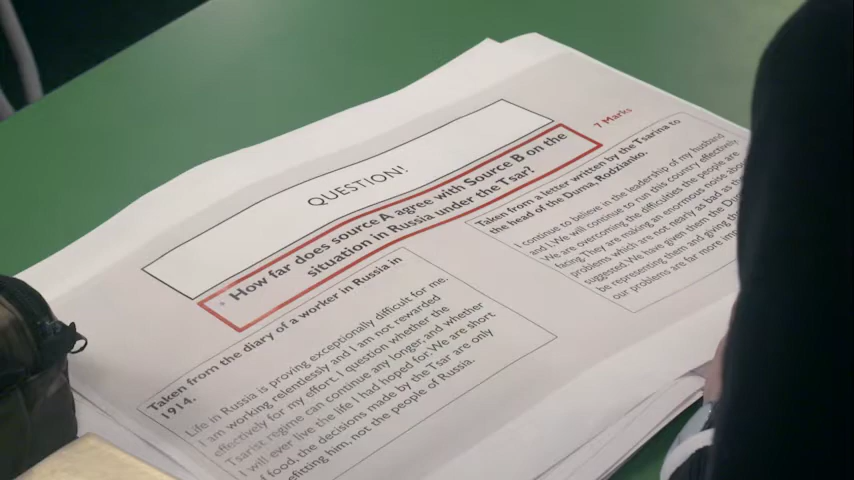 QUESTION!
7 Marks
How far does source A agree with Source B on the
situation in Russia under the Tsar?
Taken from the diary of a worker in Russia in
1914.
Life in Russia is proving exceptionally difficult for me.
I am working relentlessly and I am not rewarded
effectively for my effort. I question whether the
Tsarist regime can continue any longer, and whether
I will ever live the life I had hoped for. We are short
of food, the decisions made by the Tsar are only
efitting him, not the people of Russia.
Taken from a letter written by the Tsarina to
the head of the Duma, Rodzianko.
I continue to believe in the leadership of my husband
and I. We will continue to run this country effectively.
We are overcoming the difficulties the people are
facing. They are making an enormous noise abou
problems which are not nearly as bad as th
suggested. We have given them the Dum
be representing them and giving th
our problems are far more imp